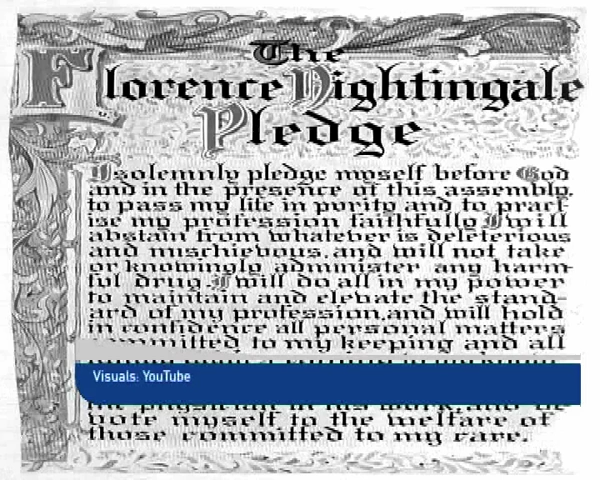 The
Florence Nightingale
Pledge
I solemnly pledge myself before God
and in the presence of this assembly,
to pass my life in purity and to pract-
ise my profession faithfully I will
abstain from whatever is deleterious
and mischievous, and will not take
or knowingly administer any harm-
ful drug. I will do all in my power
to maintain and elevate the stand-
ard of my profession, and will hold
in confidence all personal matters
committed to my keeping and all
Visuals: YouTube
the physician in his work, and de
vote myself to the welfare of
those committed to my care.